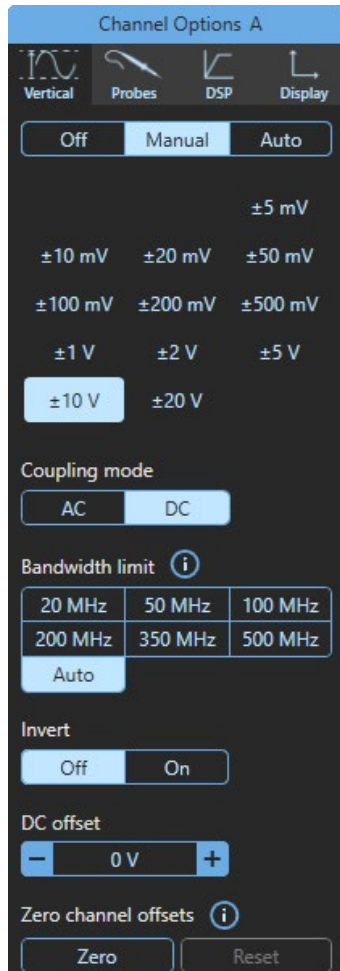 Channel Options A
Vertical Probes DSP Display
Off Manual Auto
±5 mV
±10 mV ±20 mV ±50 mV
±100 mV ±200 mV ±500 mV
±1 V ±2 V ±5 V
±10 V ±20 V
Coupling mode
AC DC
Bandwidth limit i
20 MHz 50 MHz 100 MHz
200 MHz 350 MHz 500 MHz
Auto
Invert
Off On
DC offset
− 0 V +
Zero channel offsets i
Zero Reset